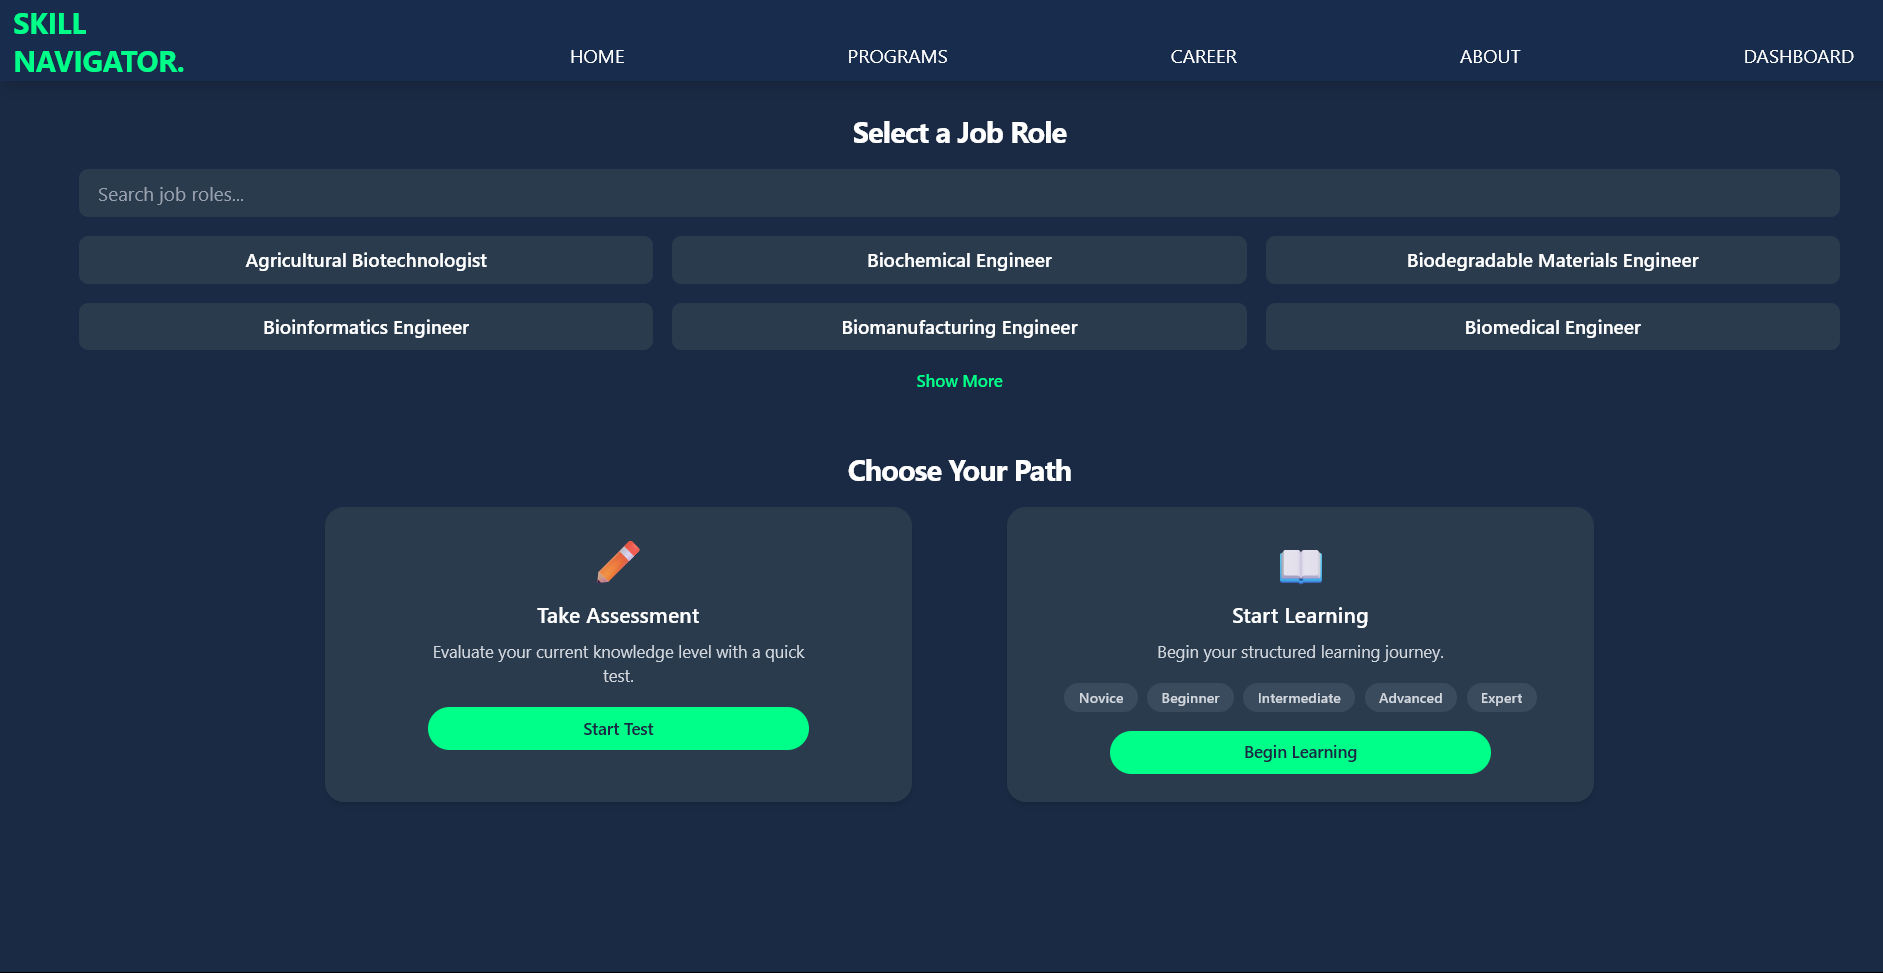 SKILL
NAVIGATOR.
HOME
PROGRAMS
CAREER
ABOUT
DASHBOARD
Select a Job Role
Search job roles...
Agricultural Biotechnologist
Biochemical Engineer
Biodegradable Materials Engineer
Bioinformatics Engineer
Biomanufacturing Engineer
Biomedical Engineer
Show More
Choose Your Path
Take Assessment
Evaluate your current knowledge level with a quick
test.
Start Test
Start Learning
Begin your structured learning journey.
Novice
Beginner
Intermediate
Advanced
Expert
Begin Learning